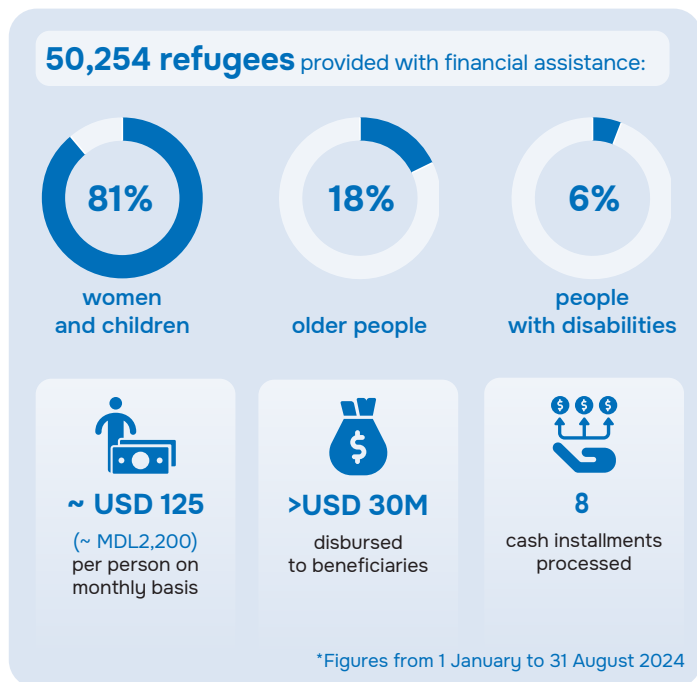 50,254 refugees provided with financial assistance:
81%
women
and children
18%
older people
6%
people
with disabilities
~ USD 125
(~ MDL2,200)
per person on
monthly basis
>USD 30M
disbursed
to beneficiaries
8
cash installments
processed
*Figures from 1 January to 31 August 2024